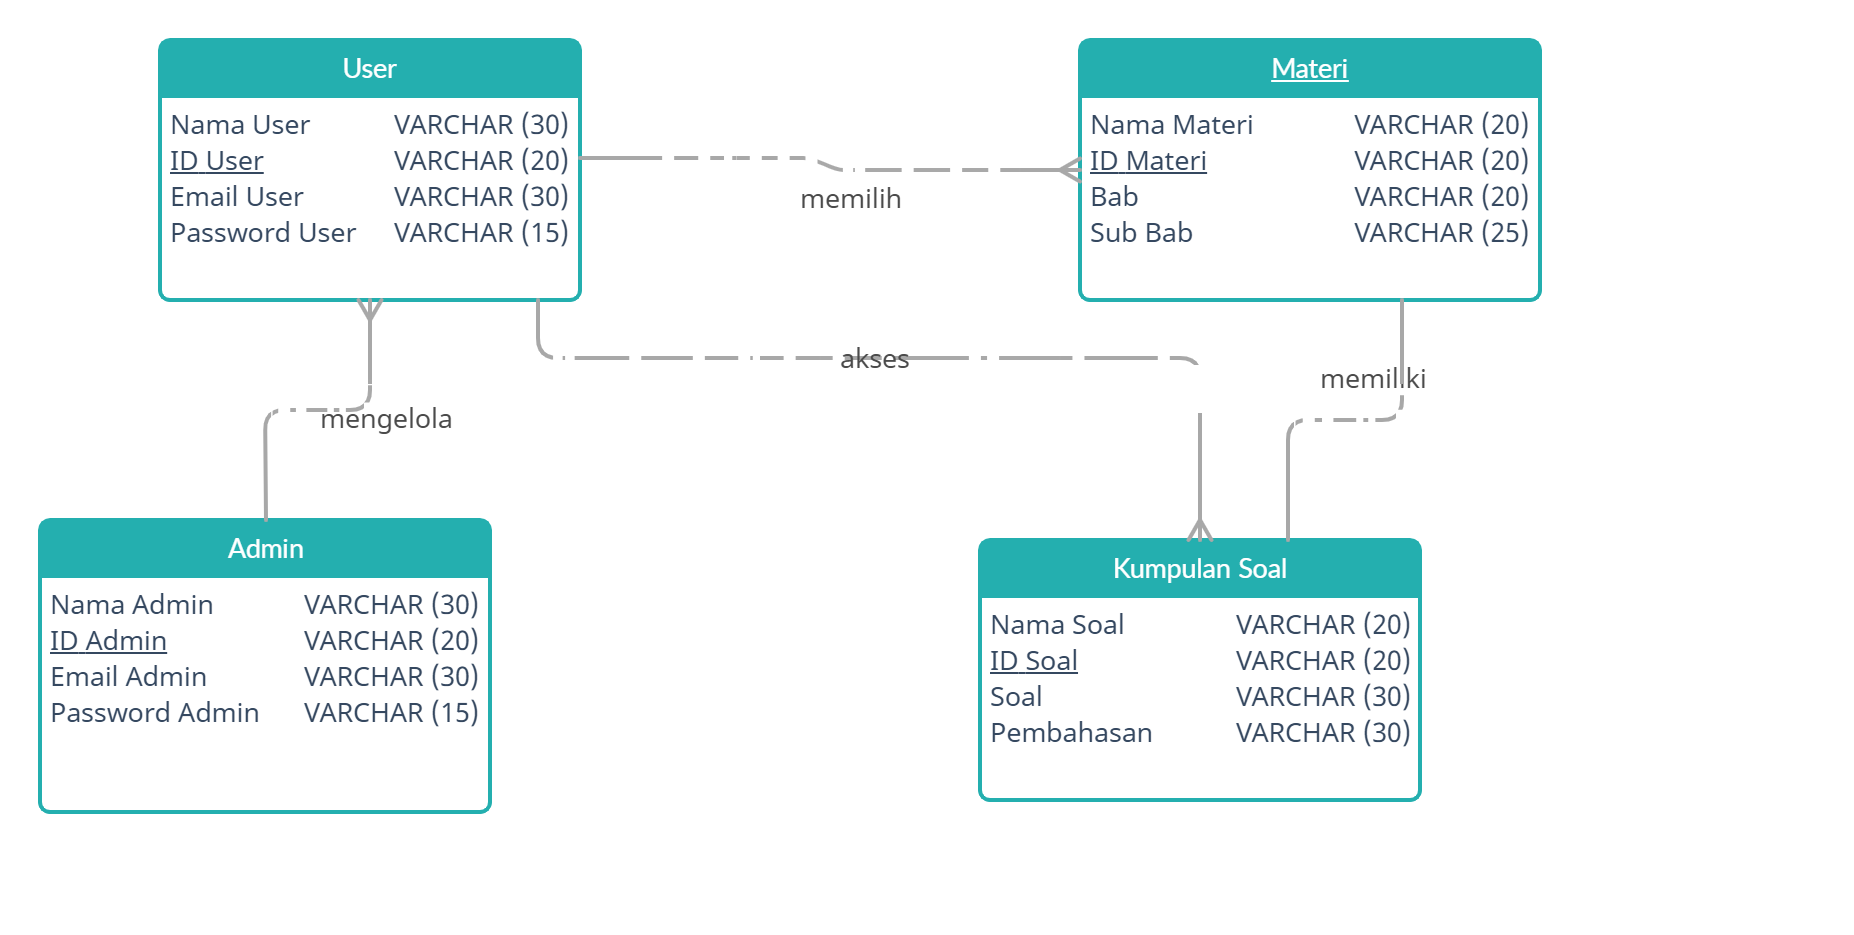 User
Nama User VARCHAR (30)
ID User VARCHAR (20)
Email User VARCHAR (30)
Password User VARCHAR (15)
memilih
Materi
Nama Materi VARCHAR (20)
ID Materi VARCHAR (20)
Bab VARCHAR (20)
Sub Bab VARCHAR (25)
akses
memiliki
mengelola
Admin
Nama Admin VARCHAR (30)
ID Admin VARCHAR (20)
Email Admin VARCHAR (30)
Password Admin VARCHAR (15)
Kumpulan Soal
Nama Soal VARCHAR (20)
ID Soal VARCHAR (20)
Soal VARCHAR (30)
Pembahasan VARCHAR (30)